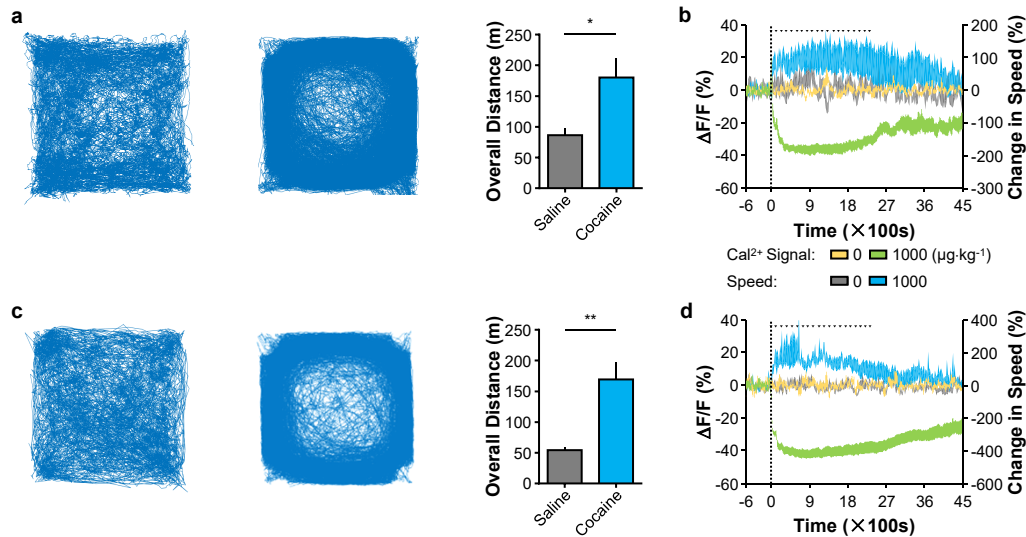 a
Overall Distance (m)
250
200
150
100
50
0
*
Saline
Cocaine
b
ΔF/F (%)
40
20
0
-20
-40
-60
200
100
0
-100
-200
-300
Change in Speed (%)
-6 0 9 18 27 36 45
Time (×100s)
Cal²⁺ Signal: 0 1000 (μg·kg⁻¹)
Speed: 0 1000
c
Overall Distance (m)
250
200
150
100
50
0
**
Saline
Cocaine
d
ΔF/F (%)
40
20
0
-20
-40
-60
400
200
0
-200
-400
-600
Change in Speed (%)
-6 0 9 18 27 36 45
Time (×100s)